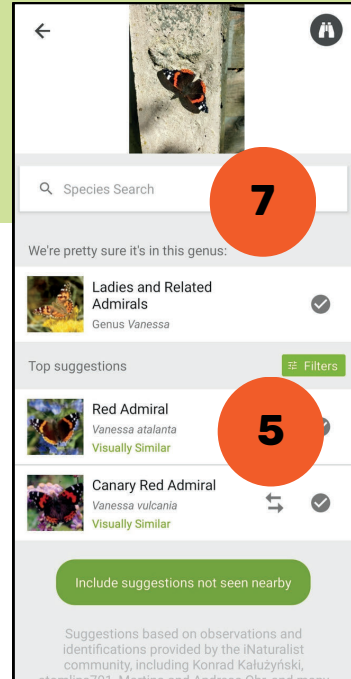 Species Search
7
We're pretty sure it's in this genus:
Ladies and Related
Admirals
Genus Vanessa
Top suggestions
Filters
Red Admiral
Vanessa atalanta
Visually Similar
5
Canary Red Admiral
Vanessa vulcania
Visually Similar
Include suggestions not seen nearby
Suggestions based on observations and
identifications provided by the iNaturalist
community, including Konrad Kałużyński,